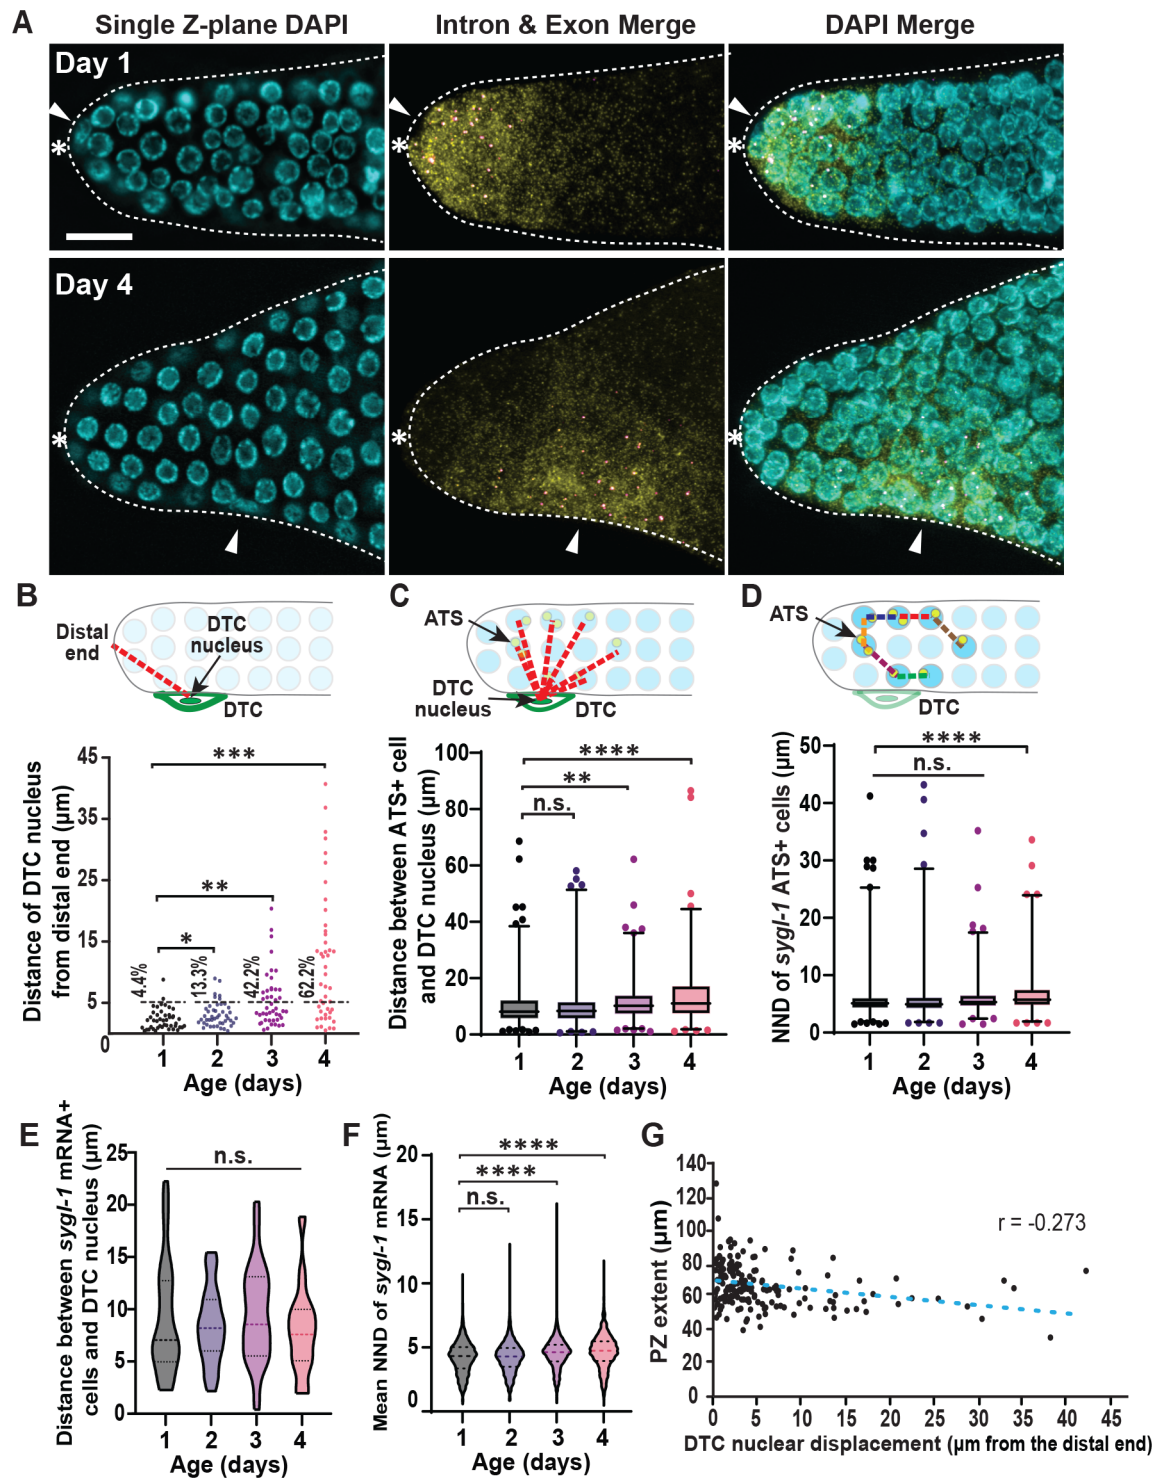 A
Single Z-plane DAPI
Intron & Exon Merge
DAPI Merge
Day 1
*
*
*
Day 4
*
*
*
B
Distal
end
DTC
nucleus
DTC
Distance of DTC nucleus
from distal end (µm)
45
35
25
15
5
0
***
**
*
4.4%
13.3%
42.2%
62.2%
1
2
3
4
Age (days)
C
ATS
DTC
nucleus
DTC
Distance between ATS+ cell
and DTC nucleus (µm)
100
80
60
40
20
0
****
**
n.s.
1
2
3
4
Age (days)
D
ATS
DTC
NND of sygl-1 ATS+ cells (µm)
50
40
30
20
10
0
****
n.s.
1
2
3
4
Age (days)
E
Distance between sygl-1 mRNA+
cells and DTC nucleus (µm)
25
20
15
10
5
0
n.s.
1
2
3
4
Age (days)
F
Mean NND of sygl-1 mRNA (µm)
20
15
10
5
0
****
****
n.s.
1
2
3
4
Age (days)
G
PZ extent (µm)
140
120
100
80
60
40
20
0
r = -0.273
0
5
10
15
20
25
30
35
40
45
DTC nuclear displacement (µm from the distal end)